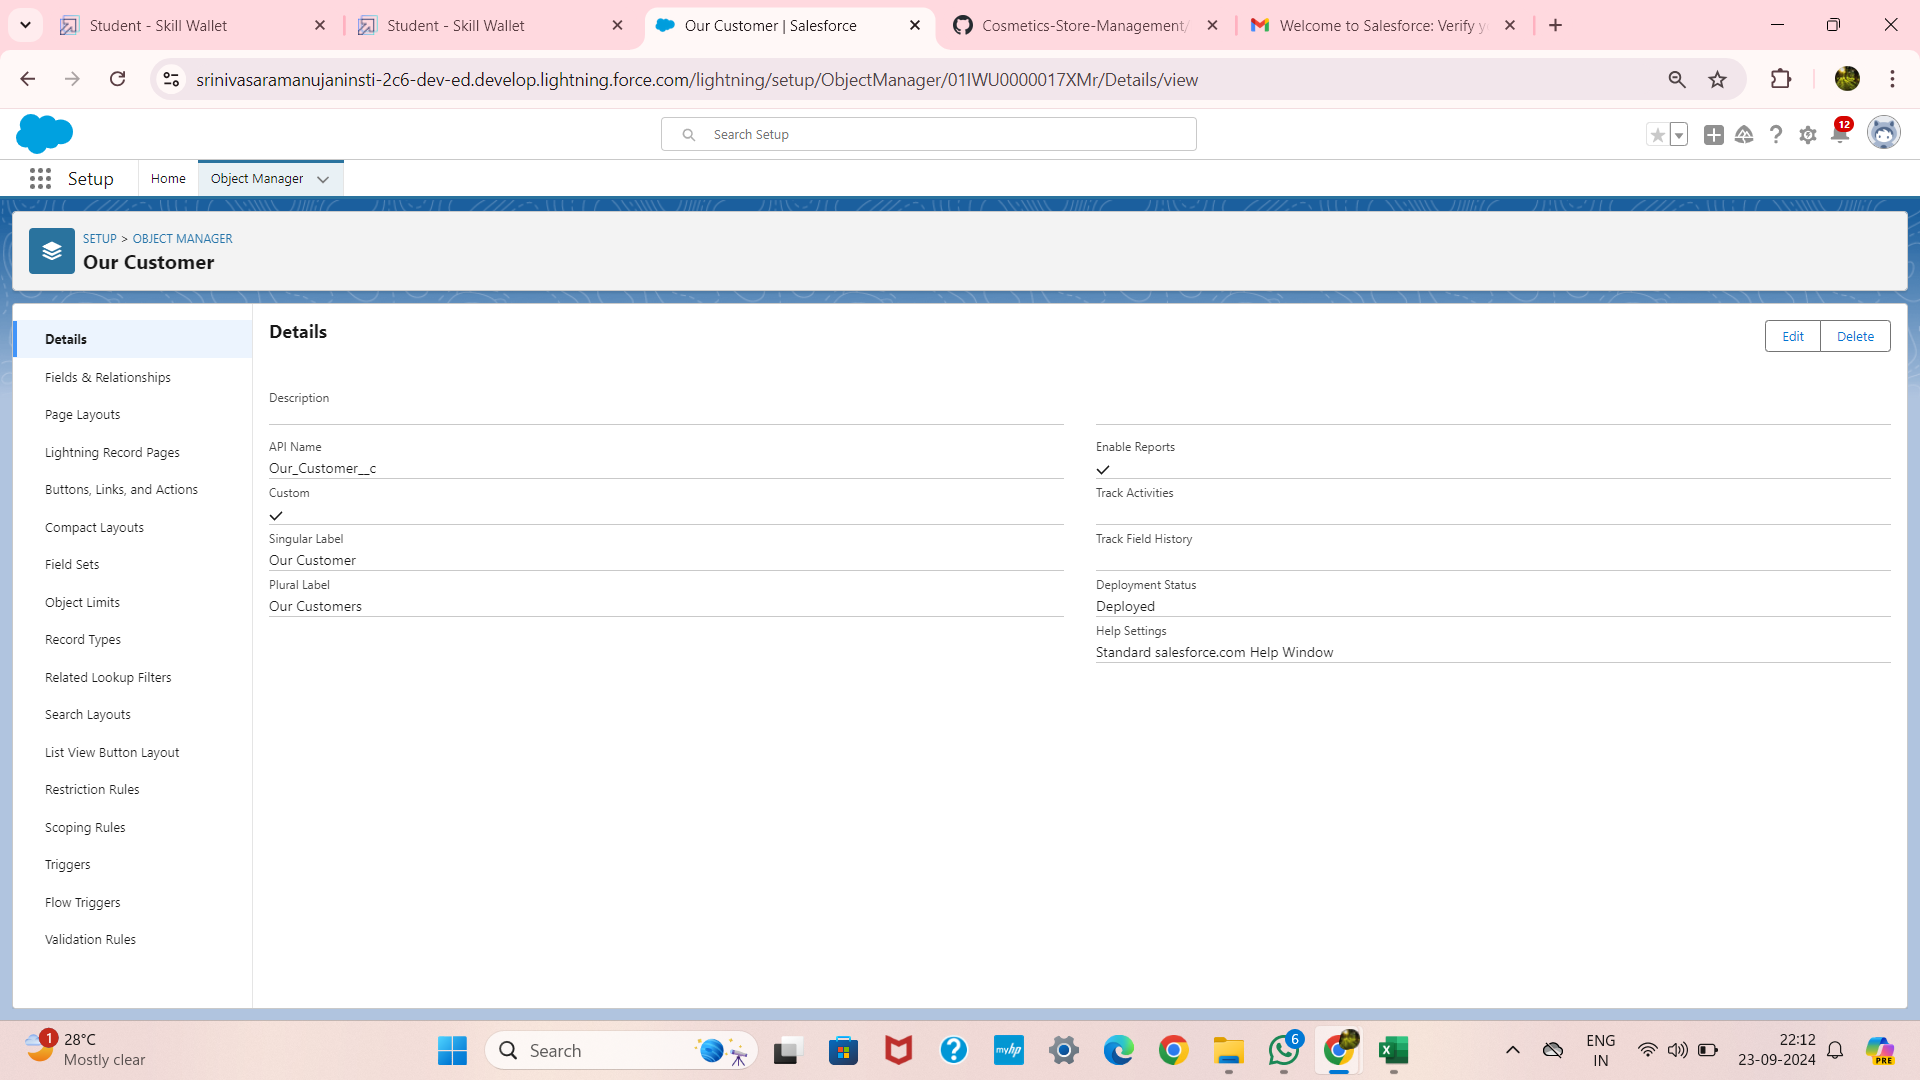 Student - Skill Wallet
Student - Skill Wallet
Our Customer | Salesforce
Cosmetics-Store-Management/
Welcome to Salesforce: Verify y
srinivasaramanujaninsti-2c6-dev-ed.develop.lightning.force.com/lightning/setup/ObjectManager/01IWU0000017XMr/Details/view
Search Setup
12
Setup
Home
Object Manager
SETUP > OBJECT MANAGER
Our Customer
Details
Fields & Relationships
Page Layouts
Lightning Record Pages
Buttons, Links, and Actions
Compact Layouts
Field Sets
Object Limits
Record Types
Related Lookup Filters
Search Layouts
List View Button Layout
Restriction Rules
Scoping Rules
Triggers
Flow Triggers
Validation Rules
Details
Edit
Delete
Description
API Name
Our_Customer__c
Custom
Singular Label
Our Customer
Plural Label
Our Customers
Enable Reports
Track Activities
Track Field History
Deployment Status
Deployed
Help Settings
Standard salesforce.com Help Window
1
28°C
Mostly clear
Search
myhp
6
ENG
IN
22:12
23-09-2024
PRE